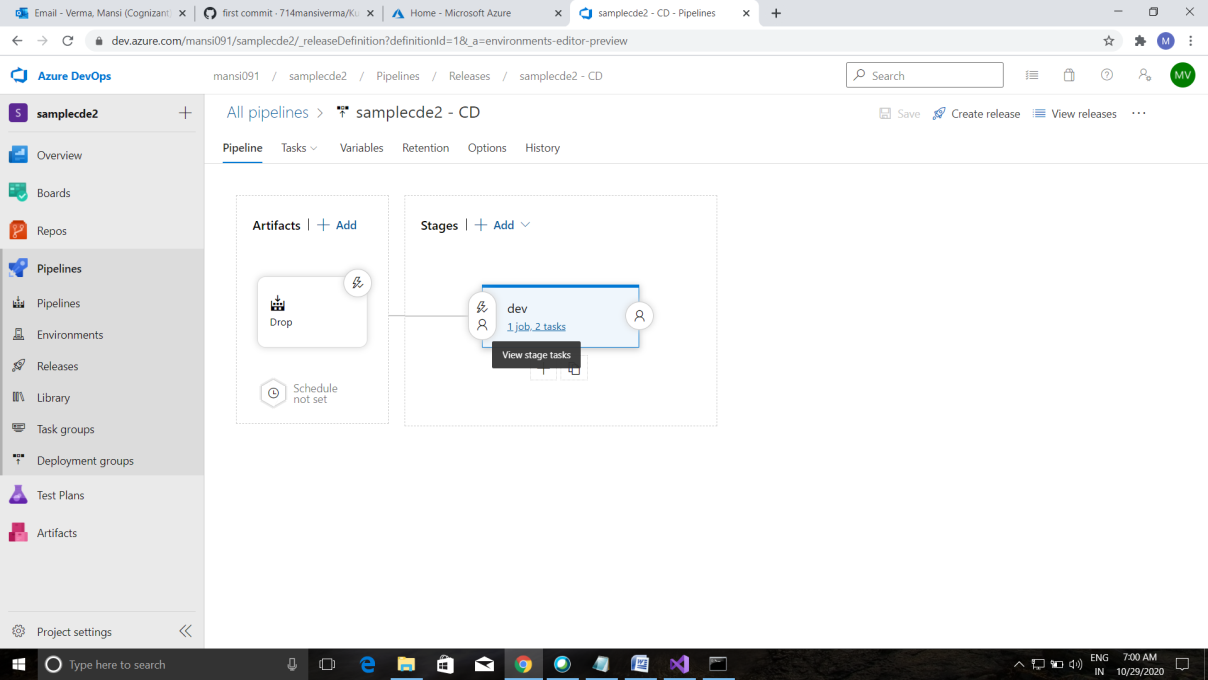 Email - Verma, Mansi (Cognizant)
first commit · 714mansiverma/Ku
Home - Microsoft Azure
samplecde2 - CD - Pipelines
dev.azure.com/mansi091/samplecde2/_releaseDefinition?definitionId=1&_a=environments-editor-preview
M
Azure DevOps
mansi091 / samplecde2 / Pipelines / Releases / samplecde2 - CD
Search
MV
S samplecde2
All pipelines > samplecde2 - CD
Save Create release View releases
Pipeline Tasks Variables Retention Options History
Overview
Boards
Repos
Pipelines
Pipelines
Environments
Releases
Library
Task groups
Deployment groups
Test Plans
Artifacts
Project settings
Artifacts | + Add
Drop
Schedule
not set
Stages | + Add
dev
1 job, 2 tasks
View stage tasks
Type here to search
ENG
IN
7:00 AM
10/29/2020